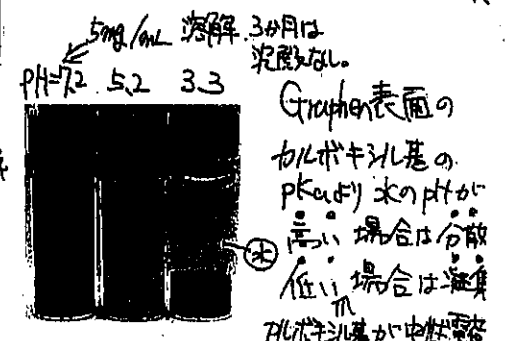 5mg/mL 溶解. 3か月は
沈殿なし。
pH=7.2 5.2 3.3
Graphen表面の
カルボキシル基の
pKaより水のpHが
高い場合は分散
水
低い場合は凝集
カルボキシル基が中性電荷